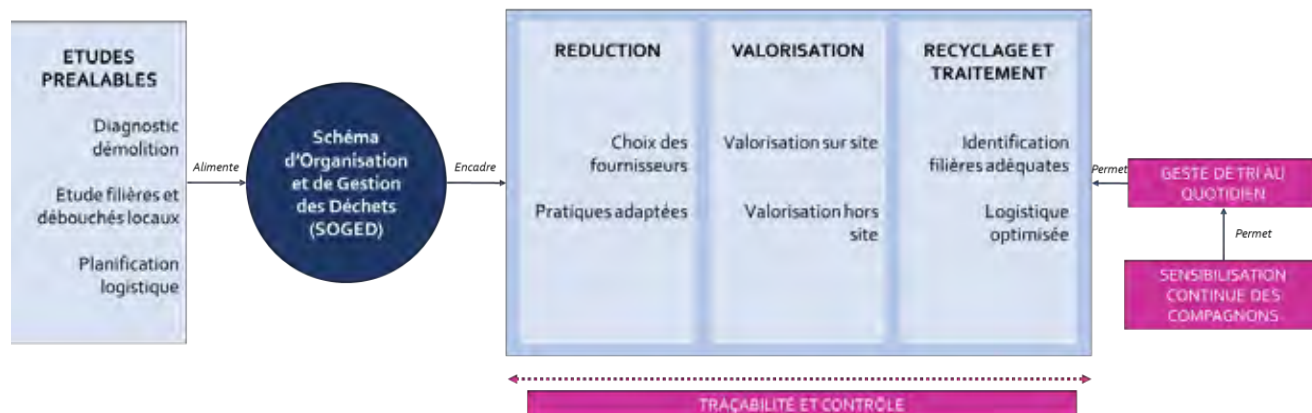 ETUDES
PREALABLES
Diagnostic
démolition
Etude filières et
débouchés locaux
Planification
logistique
Alimente
Schéma
d'Organisation
et de Gestion
des Déchets
(SOGED)
Encadre
REDUCTION
Choix des
fournisseurs
Pratiques adaptées
VALORISATION
Valorisation sur site
Valorisation hors
site
RECYCLAGE ET
TRAITEMENT
Identification
filières adéquates
Logistique
optimisée
Permet
GESTE DE TRI AU
QUOTIDIEN
Permet
SENSIBILISATION
CONTINUE DES
COMPAGNONS
TRAÇABILITÉ ET CONTRÔLE